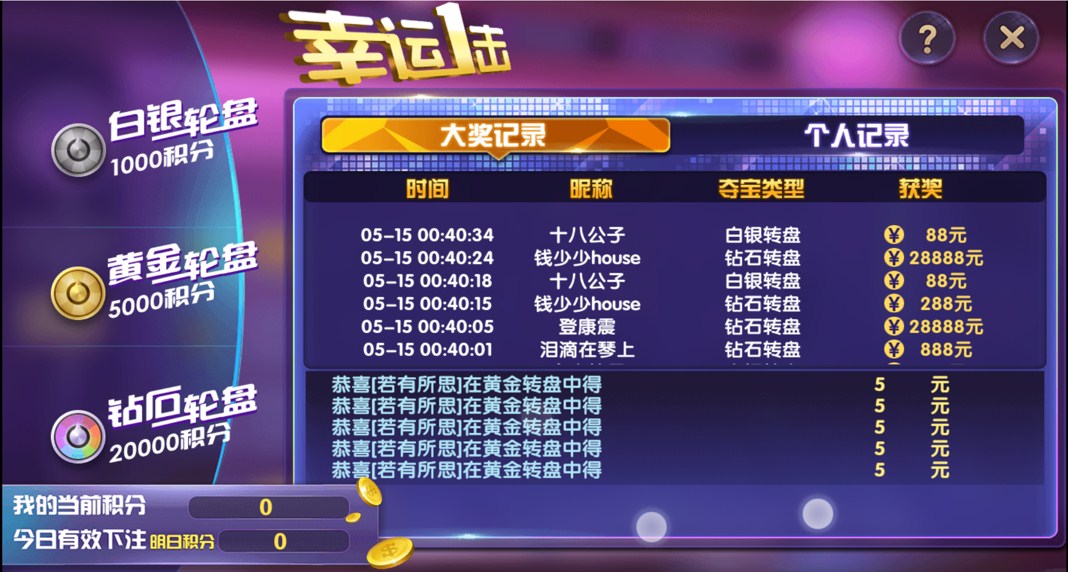 幸运1击
?
白银轮盘
1000积分
黄金轮盘
5000积分
钻石轮盘
20000积分
大奖记录 个人记录
时间 昵称 夺宝类型 获奖
05-15 00:40:34 十八公子 白银转盘 ¥ 88元
05-15 00:40:24 钱少少house 钻石转盘 ¥ 28888元
05-15 00:40:18 十八公子 白银转盘 ¥ 88元
05-15 00:40:15 钱少少house 钻石转盘 ¥ 288元
05-15 00:40:05 登康震 钻石转盘 ¥ 28888元
05-15 00:40:01 泪滴在琴上 钻石转盘 ¥ 888元
恭喜[若有所思]在黄金转盘中得 5 元
恭喜[若有所思]在黄金转盘中得 5 元
恭喜[若有所思]在黄金转盘中得 5 元
恭喜[若有所思]在黄金转盘中得 5 元
恭喜[若有所思]在黄金转盘中得 5 元
我的当前积分 0
今日有效下注 明日积分 0